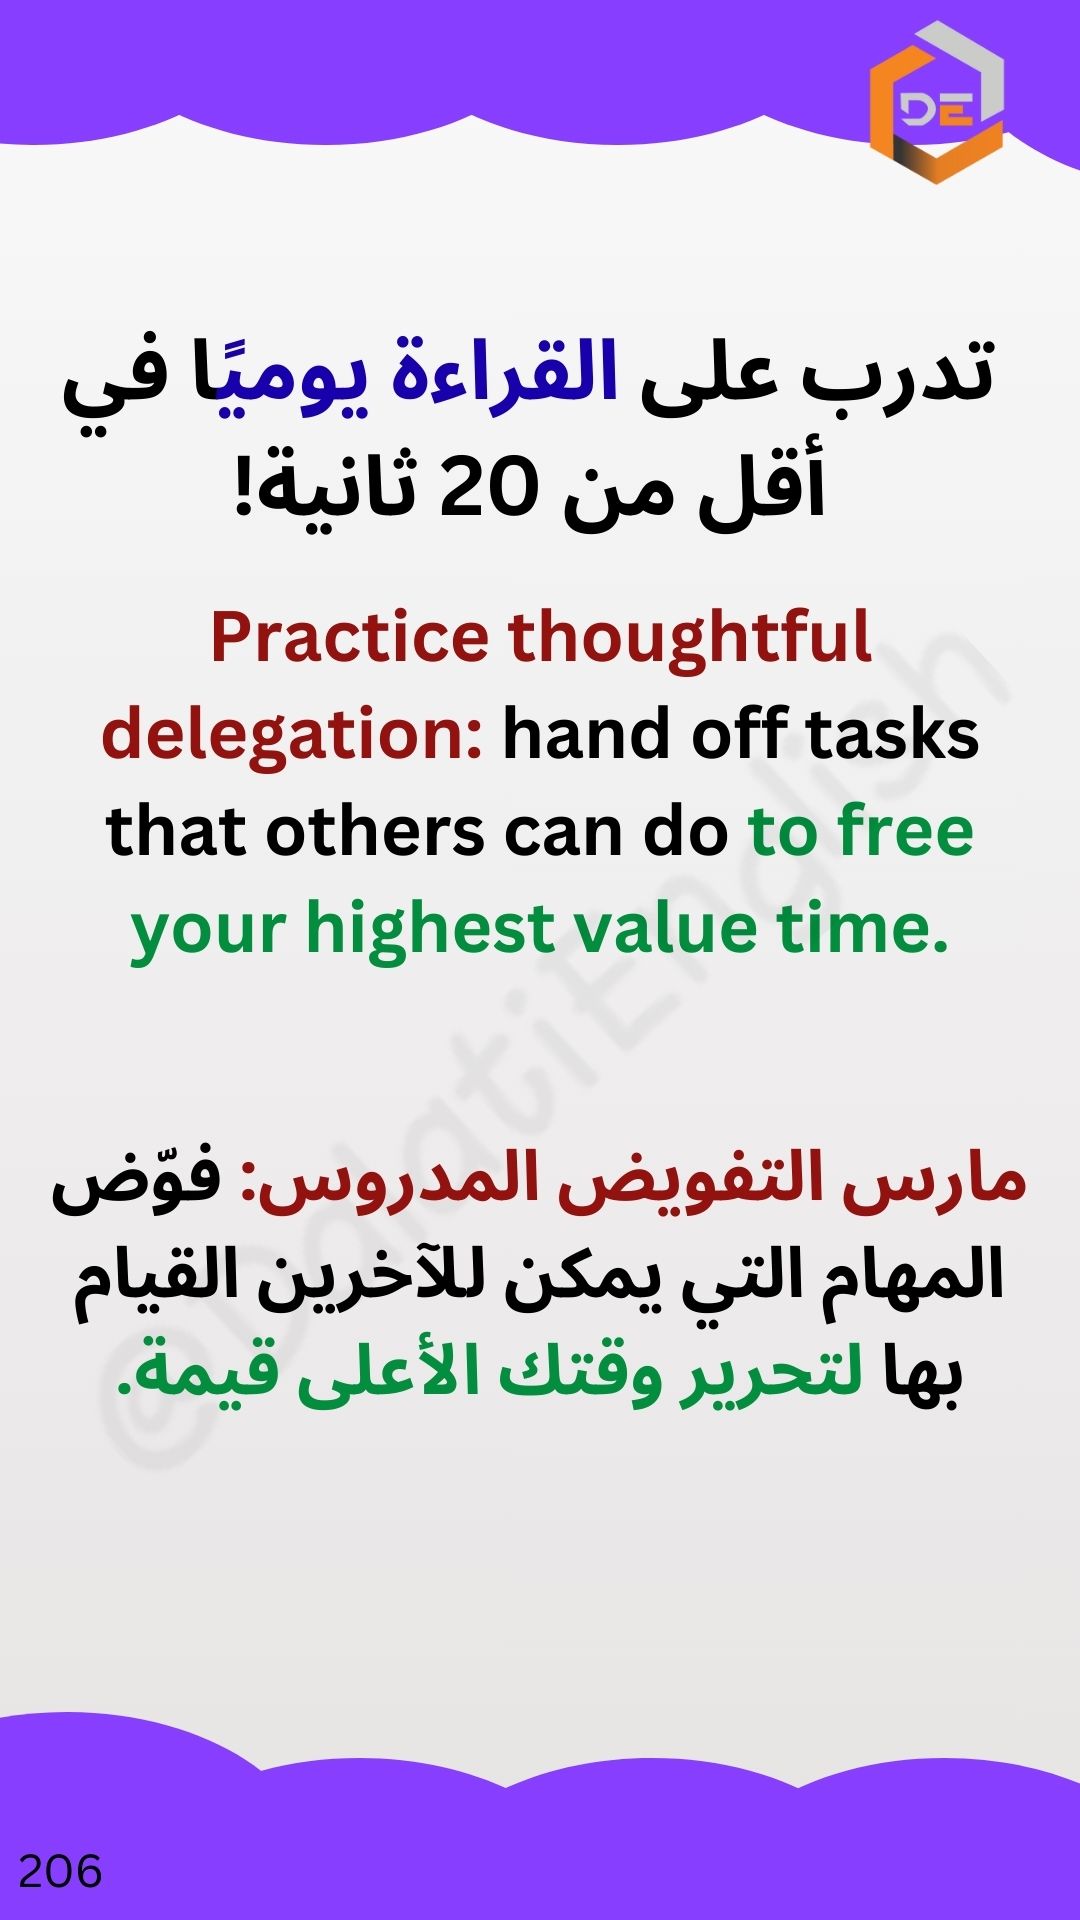 DE
تدرب على القراءة يوميًا في
أقل من 20 ثانية!
Practice thoughtful
delegation: hand off tasks
that others can do to free
your highest value time.
@DalatiEnglish
مارس التفويض المدروس: فوّض
المهام التي يمكن للآخرين القيام
بها لتحرير وقتك الأعلى قيمة.
206